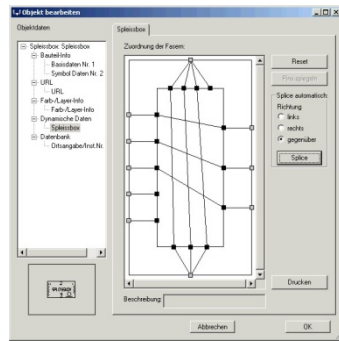 Objekt bearbeiten
Objektdaten:
Spleissbox: Spleissbox
Bauteil-Info
Basisdaten Nr. 1
Symbol Daten Nr. 2
URL
URL
Farb-/Layer-Info
Farb-/Layer-Info
Dynamische Daten
Spleissbox
Datenbank
Ortsangabe/Inst.Nr.
Spleissbox
Zuordnung der Fasern:
Beschreibung:
Reset
Pins spiegeln
Splice automatisch:
Richtung
links
rechts
gegenüber
Splice
Drucken
Abbrechen
OK